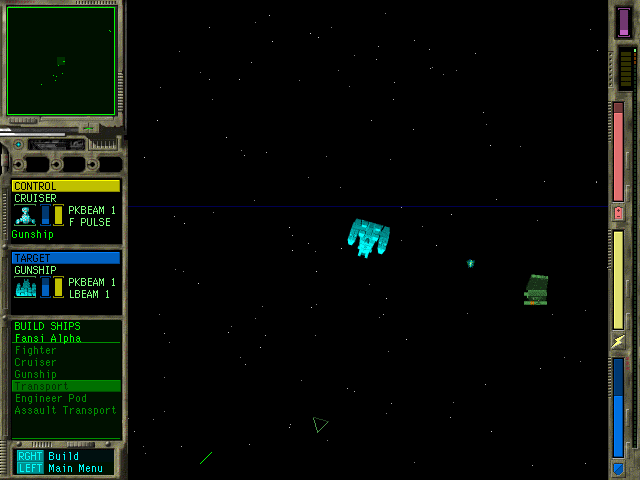 CONTROL
CRUISER
PKBEAM 1
F PULSE
Gunship
TARGET
GUNSHIP
PKBEAM 1
LBEAM 1
BUILD SHIPS
Fansi Alpha
Fighter
Cruiser
Gunship
Transport
Engineer Pod
Assault Transport
RGHT Build
LEFT Main Menu